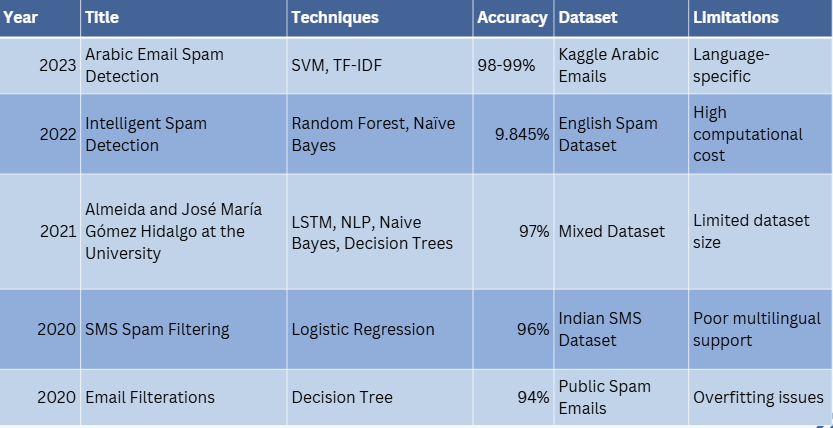 Year Title Techniques Accuracy Dataset Limitations
2023 Arabic Email Spam Detection SVM, TF-IDF 98-99% Kaggle Arabic Emails Language-specific
2022 Intelligent Spam Detection Random Forest, Naïve Bayes 9.845% English Spam Dataset High computational cost
2021 Almeida and José María Gómez Hidalgo at the University LSTM, NLP, Naive Bayes, Decision Trees 97% Mixed Dataset Limited dataset size
2020 SMS Spam Filtering Logistic Regression 96% Indian SMS Dataset Poor multilingual support
2020 Email Filterations Decision Tree 94% Public Spam Emails Overfitting issues